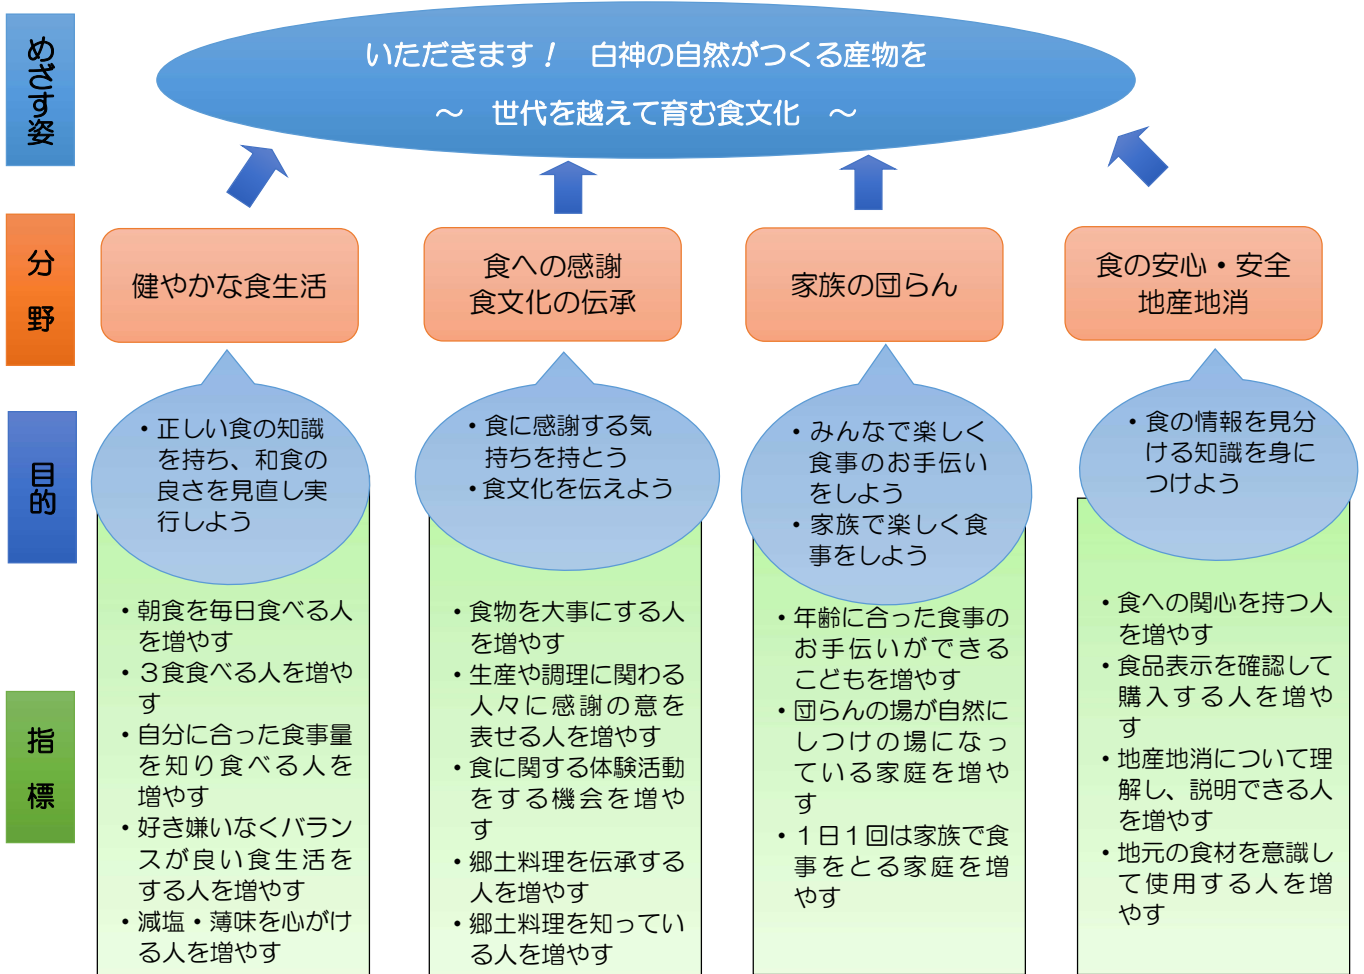 めざす姿
いただきます！　白神の自然がつくる産物を
～　世代を越えて育む食文化　～
分野
健やかな食生活
食への感謝
食文化の伝承
家族の団らん
食の安心・安全
地産地消
目的
・正しい食の知識
を持ち、和食の
良さを見直し実
行しよう
・食に感謝する気
持ちを持とう
・食文化を伝えよう
・みんなで楽しく
食事のお手伝い
をしよう
・家族で楽しく食
事をしよう
・食の情報を見分
ける知識を身に
つけよう
指標
・朝食を毎日食べる人
を増やす
・３食食べる人を増や
す
・自分に合った食事量
を知り食べる人を
増やす
・好き嫌いなくバラン
スが良い食生活を
する人を増やす
・減塩・薄味を心がけ
る人を増やす
・食物を大事にする人
を増やす
・生産や調理に関わる
人々に感謝の意を
表せる人を増やす
・食に関する体験活動
をする機会を増や
す
・郷土料理を伝承する
人を増やす
・郷土料理を知ってい
る人を増やす
・年齢に合った食事の
お手伝いができる
こどもを増やす
・団らんの場が自然に
しつけの場になっ
ている家庭を増や
す
・１日１回は家族で食
事をとる家庭を増
やす
・食への関心を持つ人
を増やす
・食品表示を確認して
購入する人を増や
す
・地産地消について理
解し、説明できる人
を増やす
・地元の食材を意識し
て使用する人を増
やす